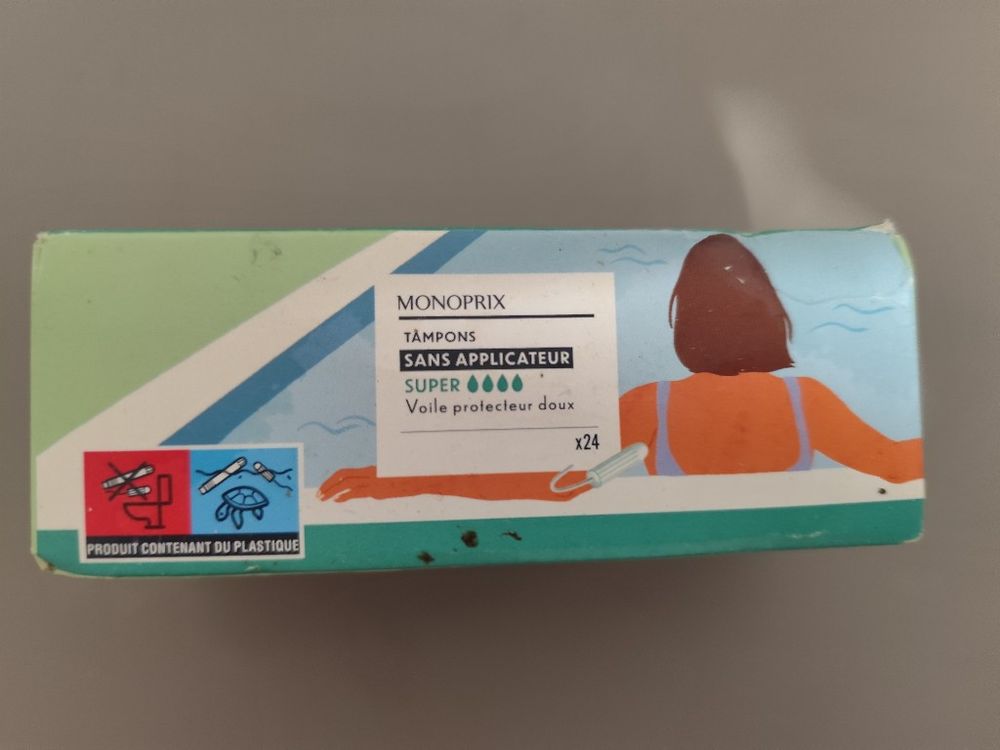 MONOPRIX
TAMPONS
SANS APPLICATEUR
SUPER
Voile protecteur doux
x24
PRODUIT CONTENANT DU PLASTIQUE